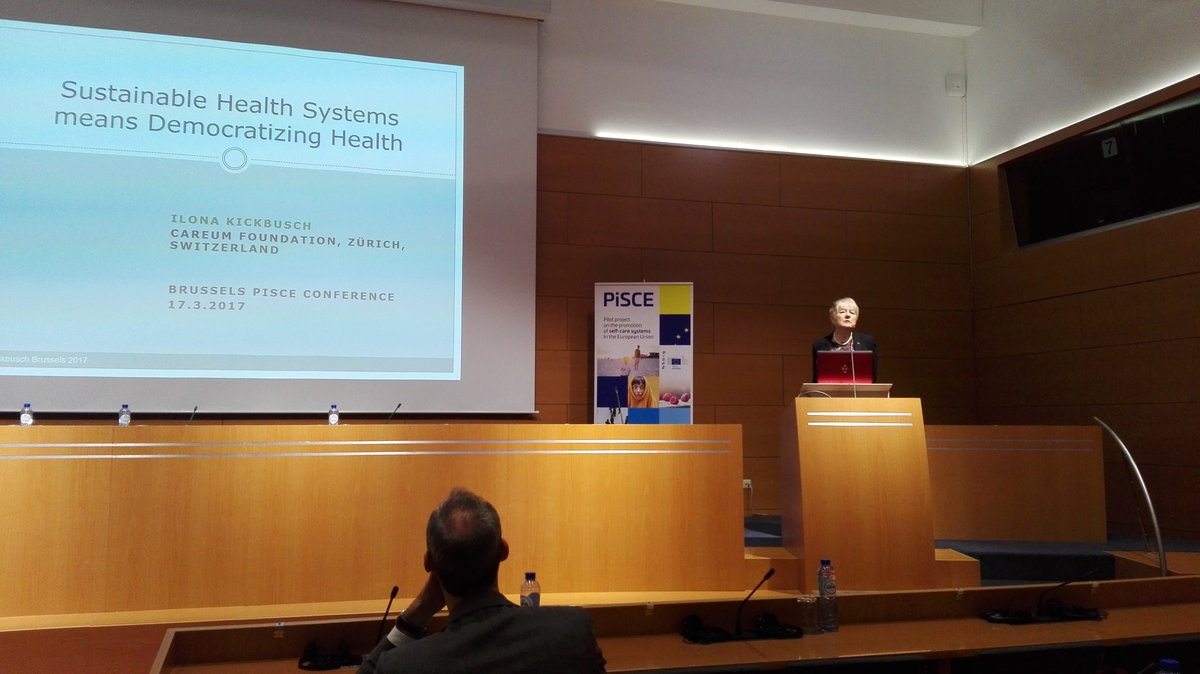 Sustainable Health Systems
means Democratizing Health
ILONA KICKBUSCH
CAREUM FOUNDATION, ZÜRICH,
SWITZERLAND
BRUSSELS PISCE CONFERENCE
17.3.2017
kbusch Brussels 2017
PiSCE
Pilot project
on the promotion
of self-care systems
in the European Union
7